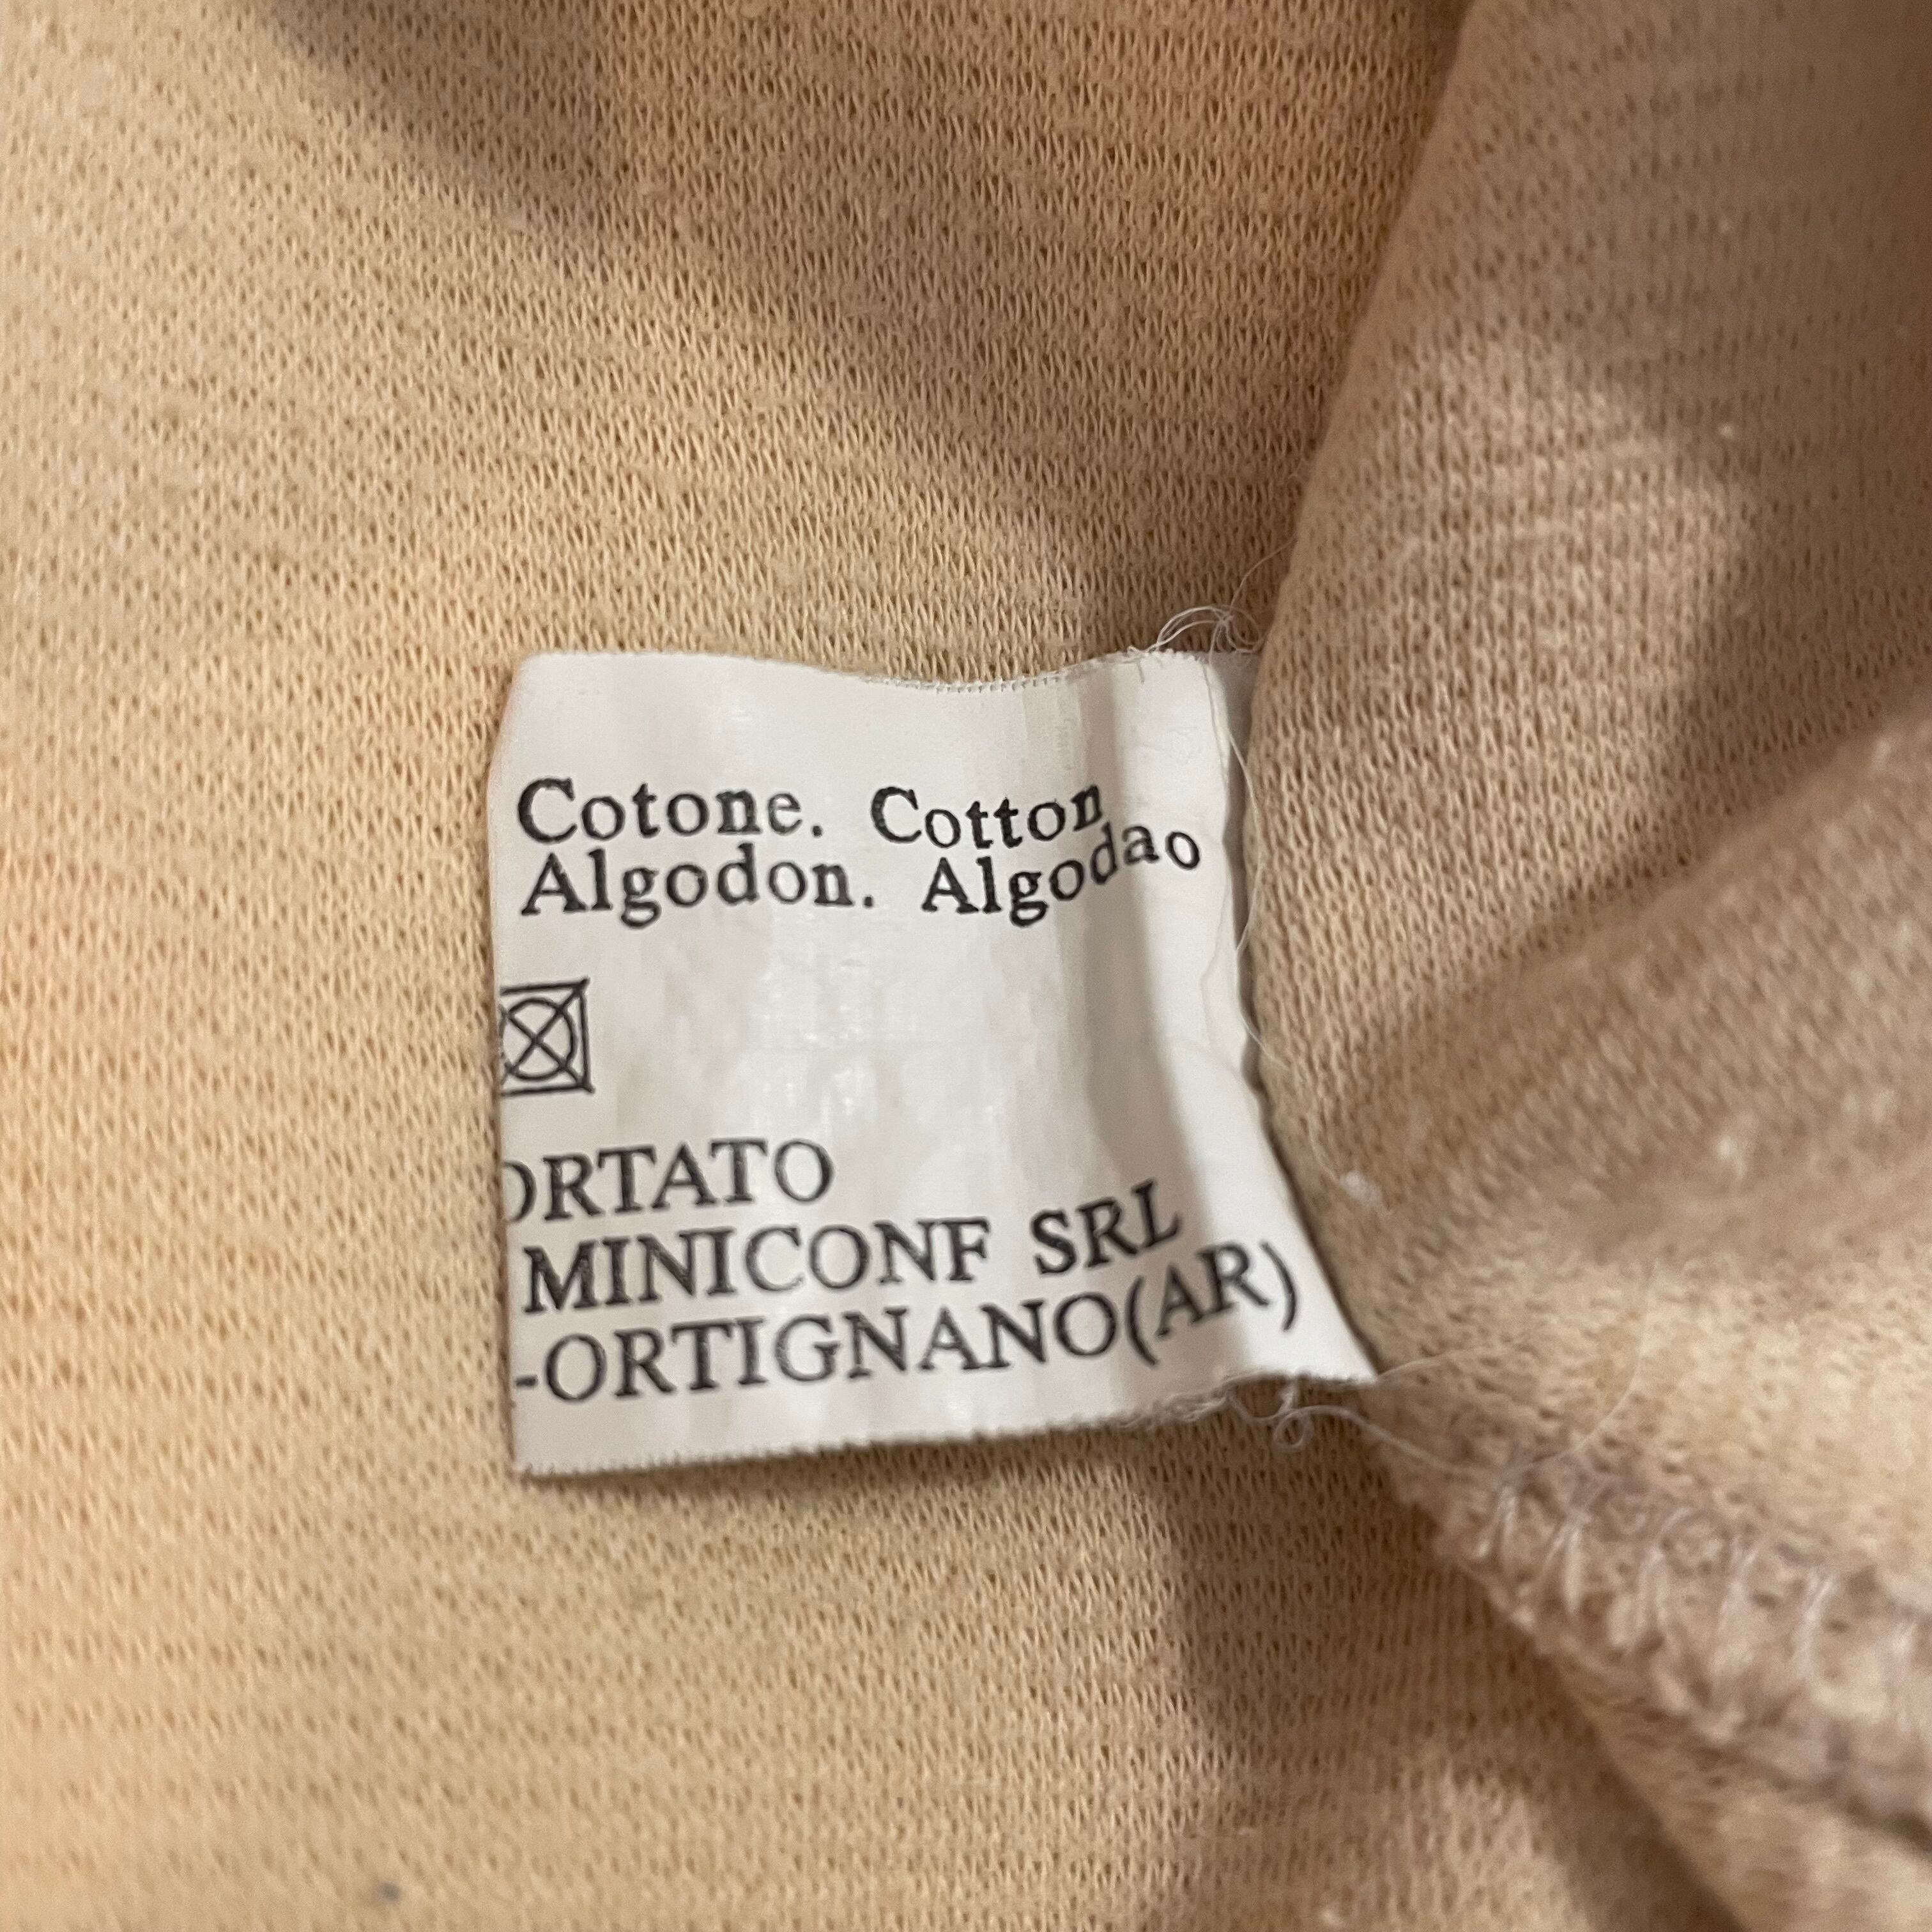 Cotone. Cotton
Algodon. Algodao
ORTATO
MINICONF SRL
-ORTIGNANO(AR)